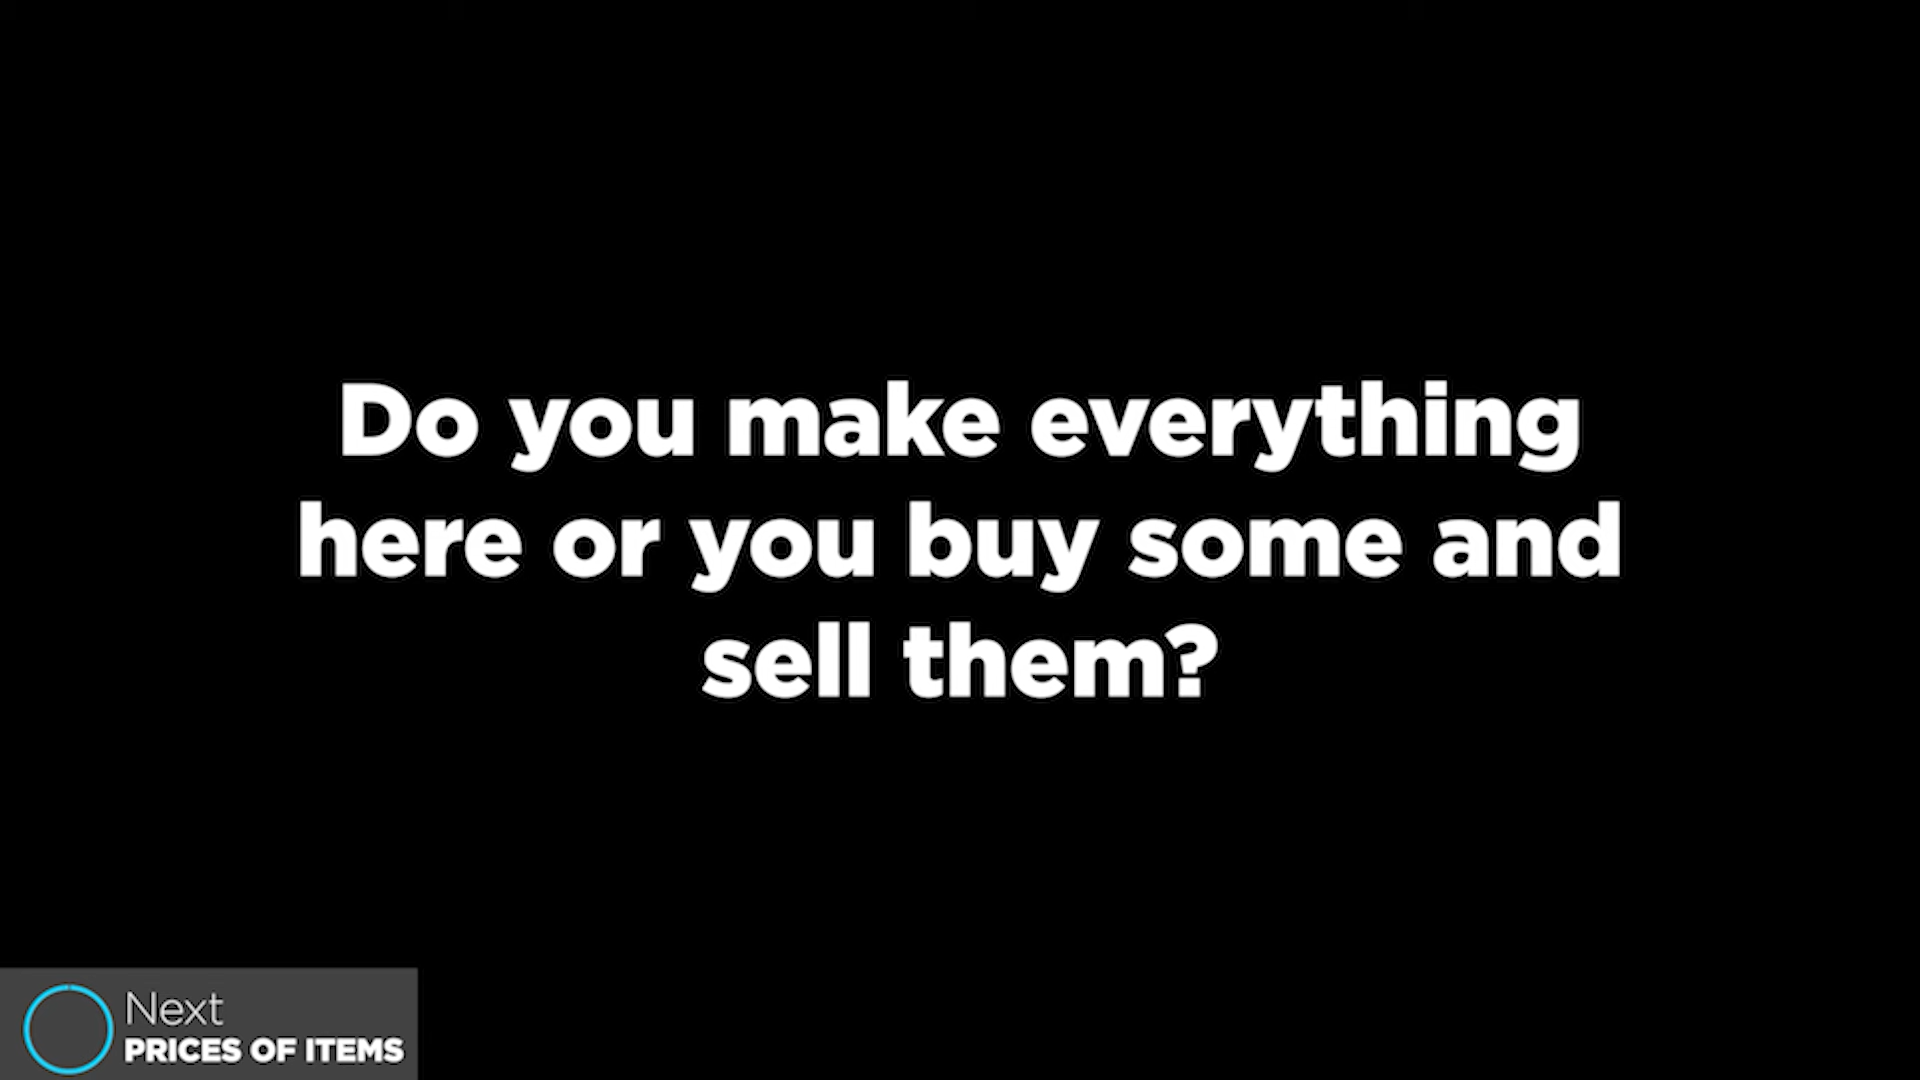 Do you make everything
here or you buy some and
sell them?
Next
PRICES OF ITEMS